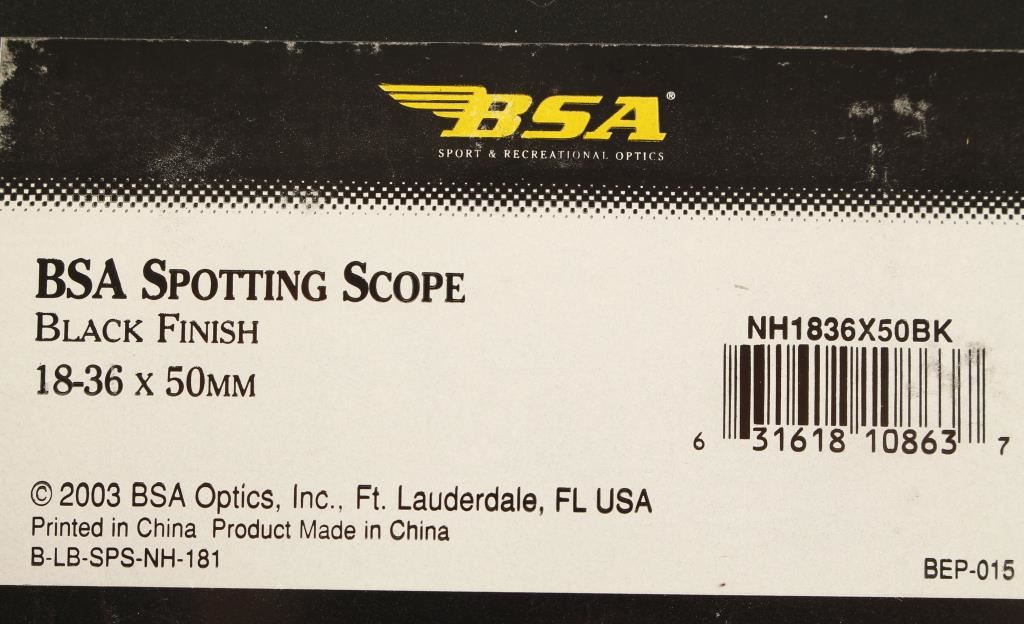 BSA®
SPORT & RECREATIONAL OPTICS
BSA SPOTTING SCOPE
BLACK FINISH
18-36 X 50MM
NH1836X50BK
6 31618 10863 7
© 2003 BSA Optics, Inc., Ft. Lauderdale, FL USA
Printed in China Product Made in China
B-LB-SPS-NH-181
BEP-015